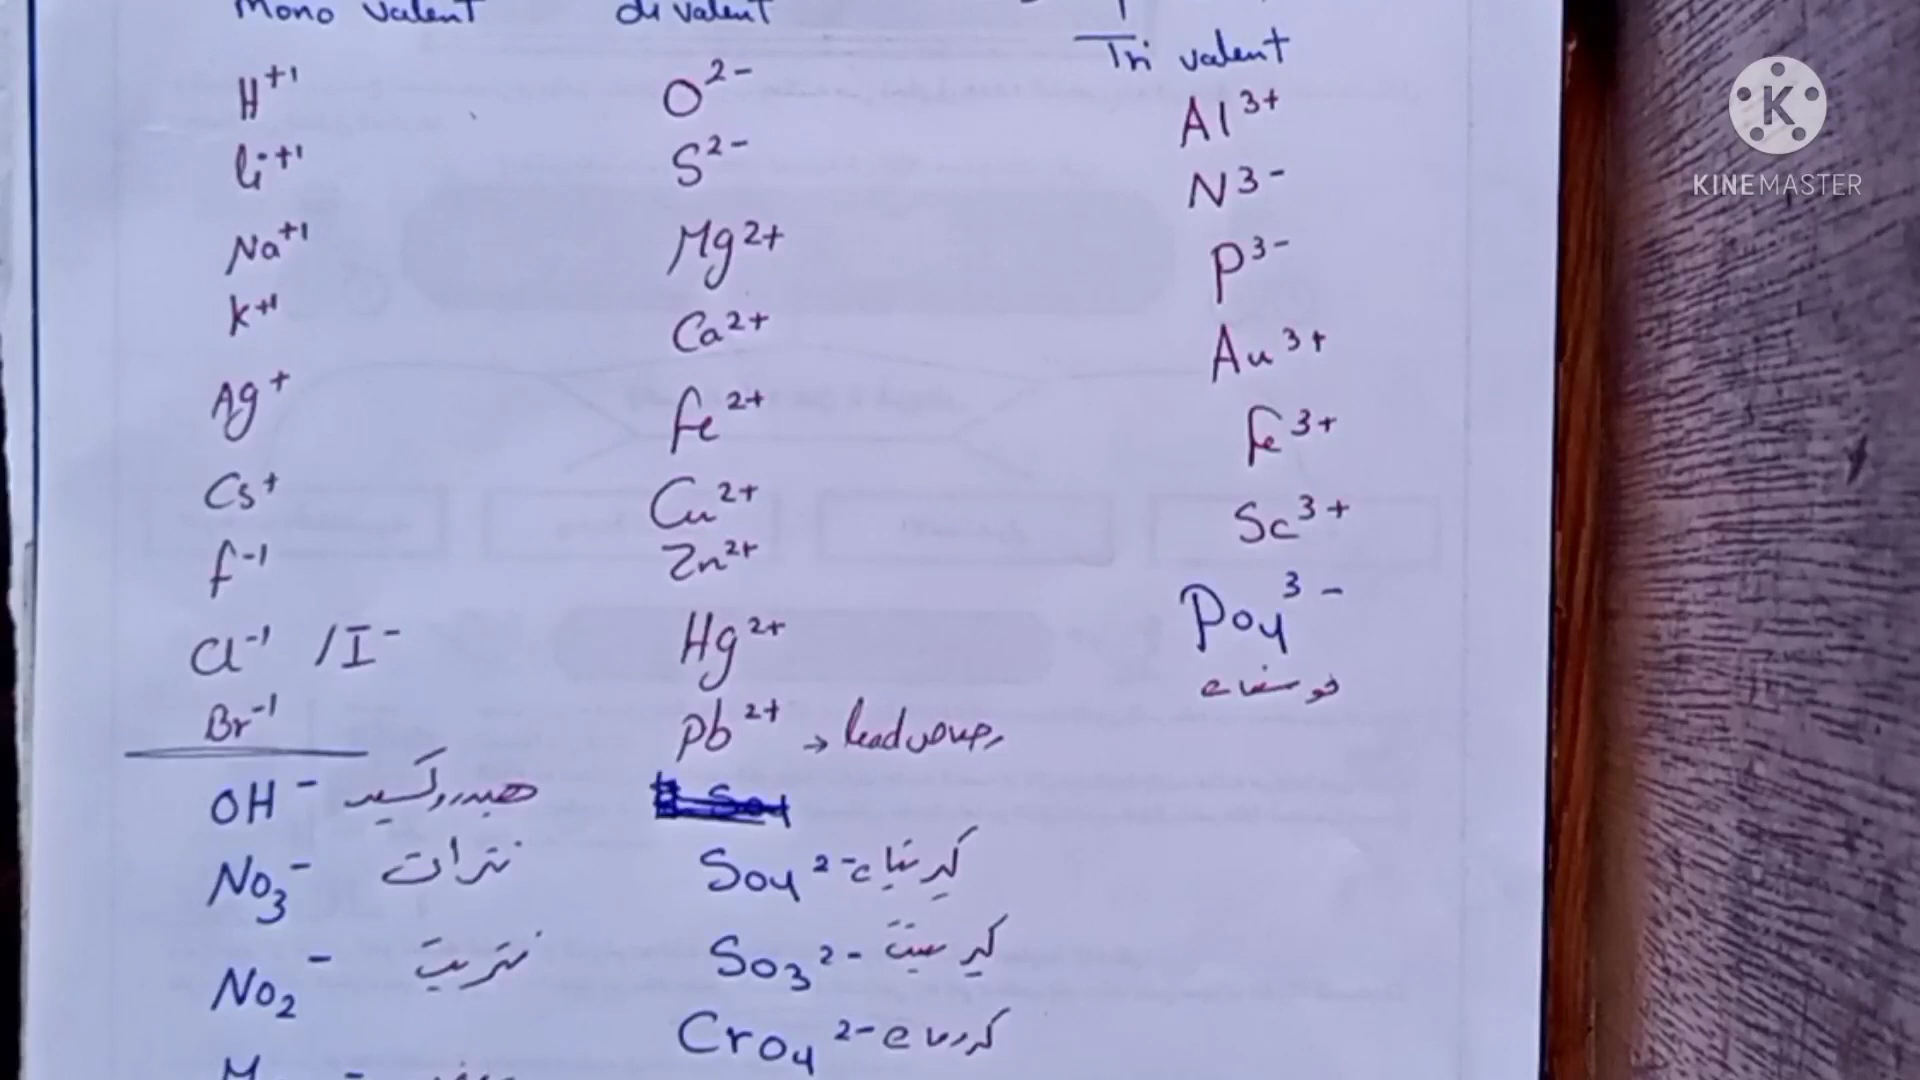 Mono valent
H+1
Li+1
Na+1
K+1
Ag+
Cs+
F-1
Cl-1 / I-
Br-1
OH- هيدروكسيد
NO3- نترات
NO2- نتريت
di valent
O2-
S2-
Mg2+
Ca2+
Fe2+
Cu2+
Zn2+
Hg2+
Pb2+ → lead رصاص
SO4 2- كبريتات
SO3 2- كبريتيت
CrO4 2- كرومات
Tri valent
Al3+
N3-
P3-
Au3+
Fe3+
Sc3+
PO4 3-
فوسفات
KINEMASTER